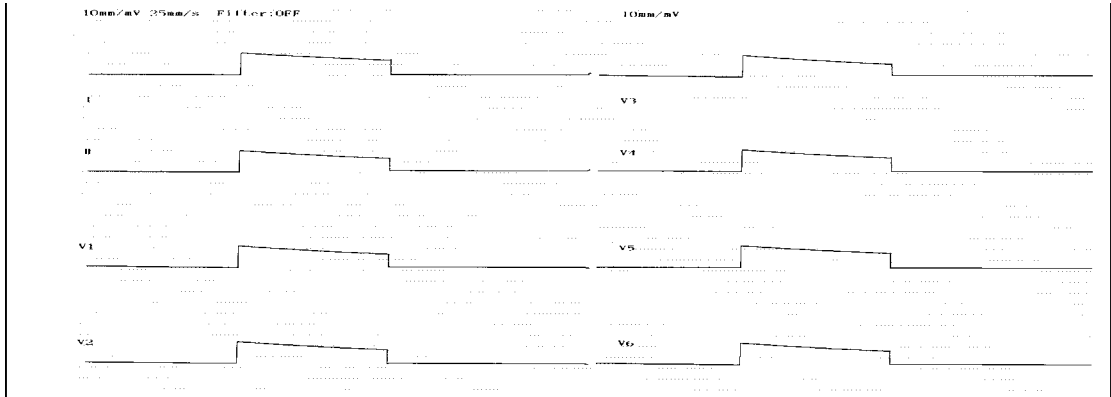 10mm/mV 25mm/s Filter:OFF
10mm/mV
I
V3
II
V4
V1
V5
V2
V6